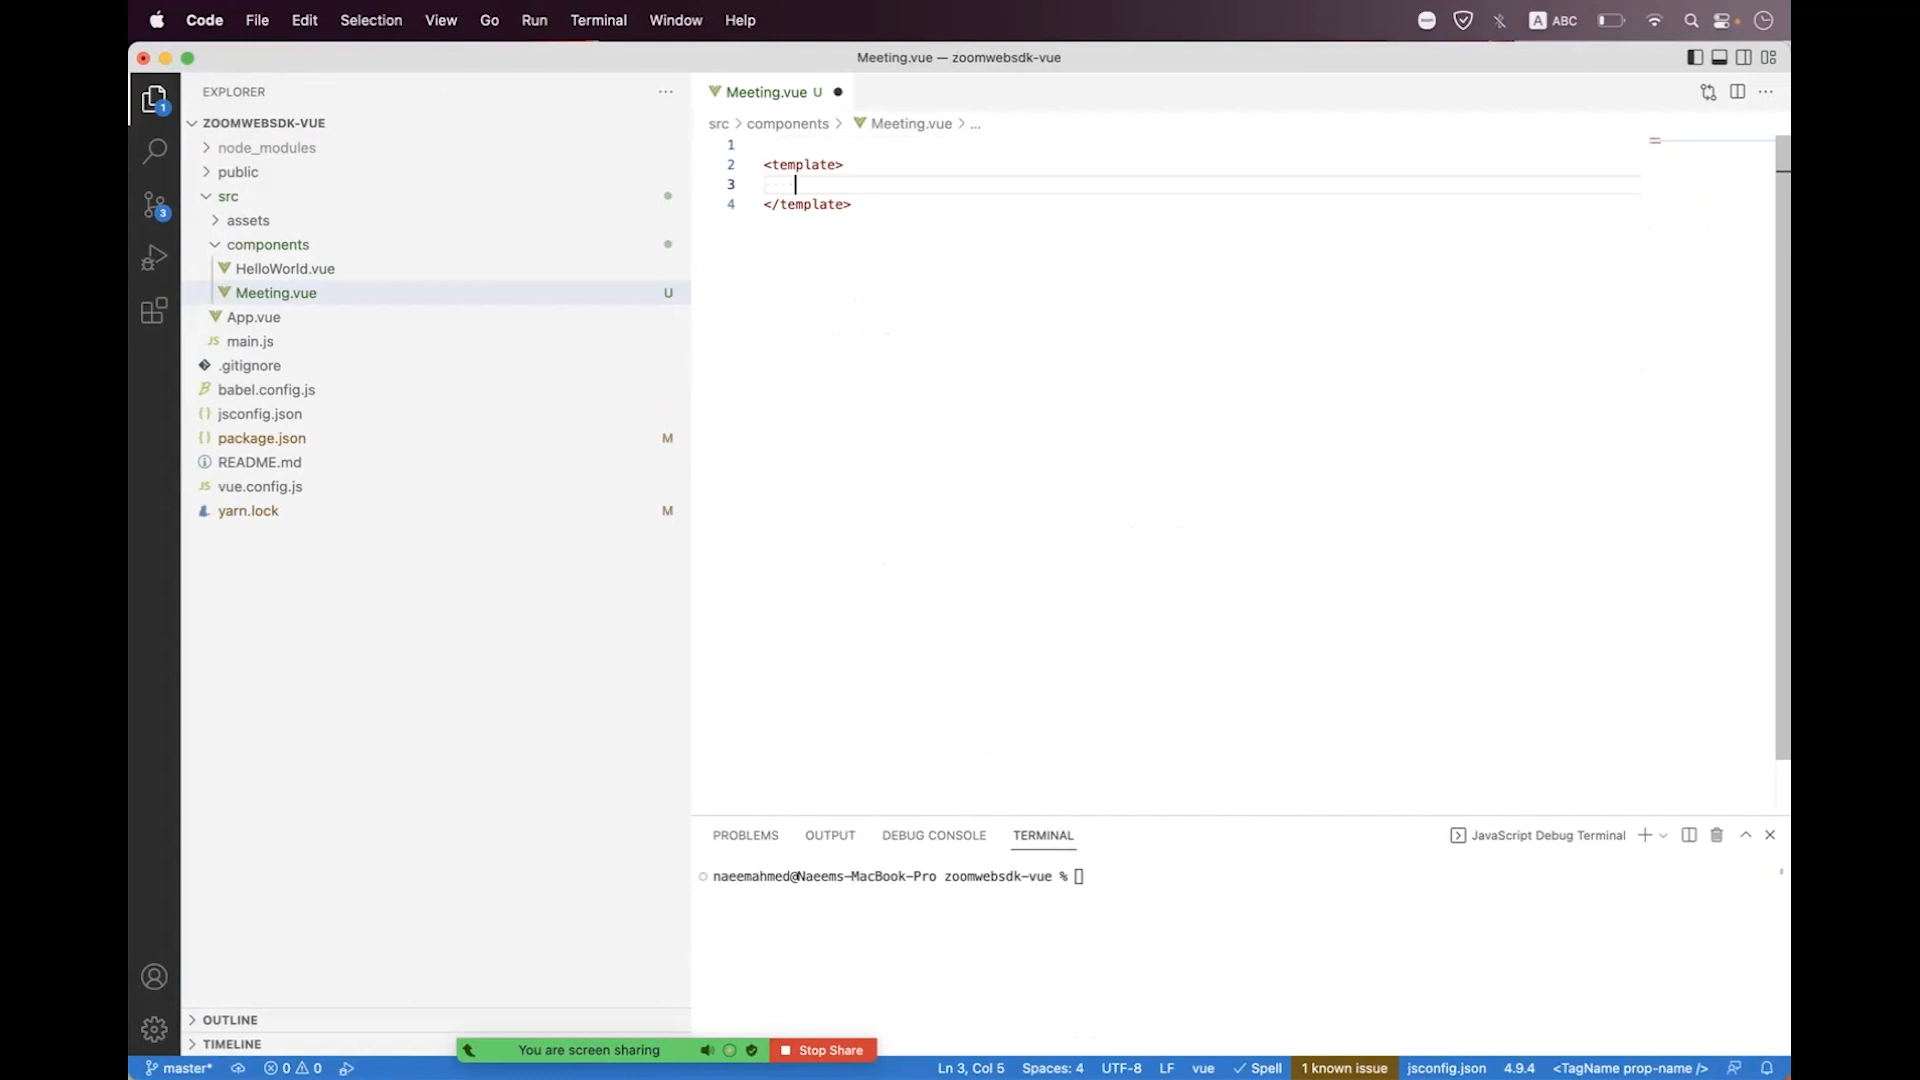 Code File Edit Selection View Go Run Terminal Window Help A ABC
Meeting.vue — zoomwebsdk-vue
EXPLORER
1
ZOOMWEBSDK-VUE
node_modules
public
src
3
assets
components
HelloWorld.vue
Meeting.vue U
App.vue
JS main.js
.gitignore
babel.config.js
jsconfig.json
package.json M
README.md
JS vue.config.js
yarn.lock M
OUTLINE
TIMELINE
Meeting.vue U
src > components > Meeting.vue > ...
1
2 <template>
3
4 </template>
PROBLEMS OUTPUT DEBUG CONSOLE TERMINAL JavaScript Debug Terminal
naeemahmed@Naeems-MacBook-Pro zoomwebsdk-vue %
You are screen sharing Stop Share
master* 0 0 Ln 3, Col 5 Spaces: 4 UTF-8 LF vue Spell 1 known issue jsconfig.json 4.9.4 <TagName prop-name />